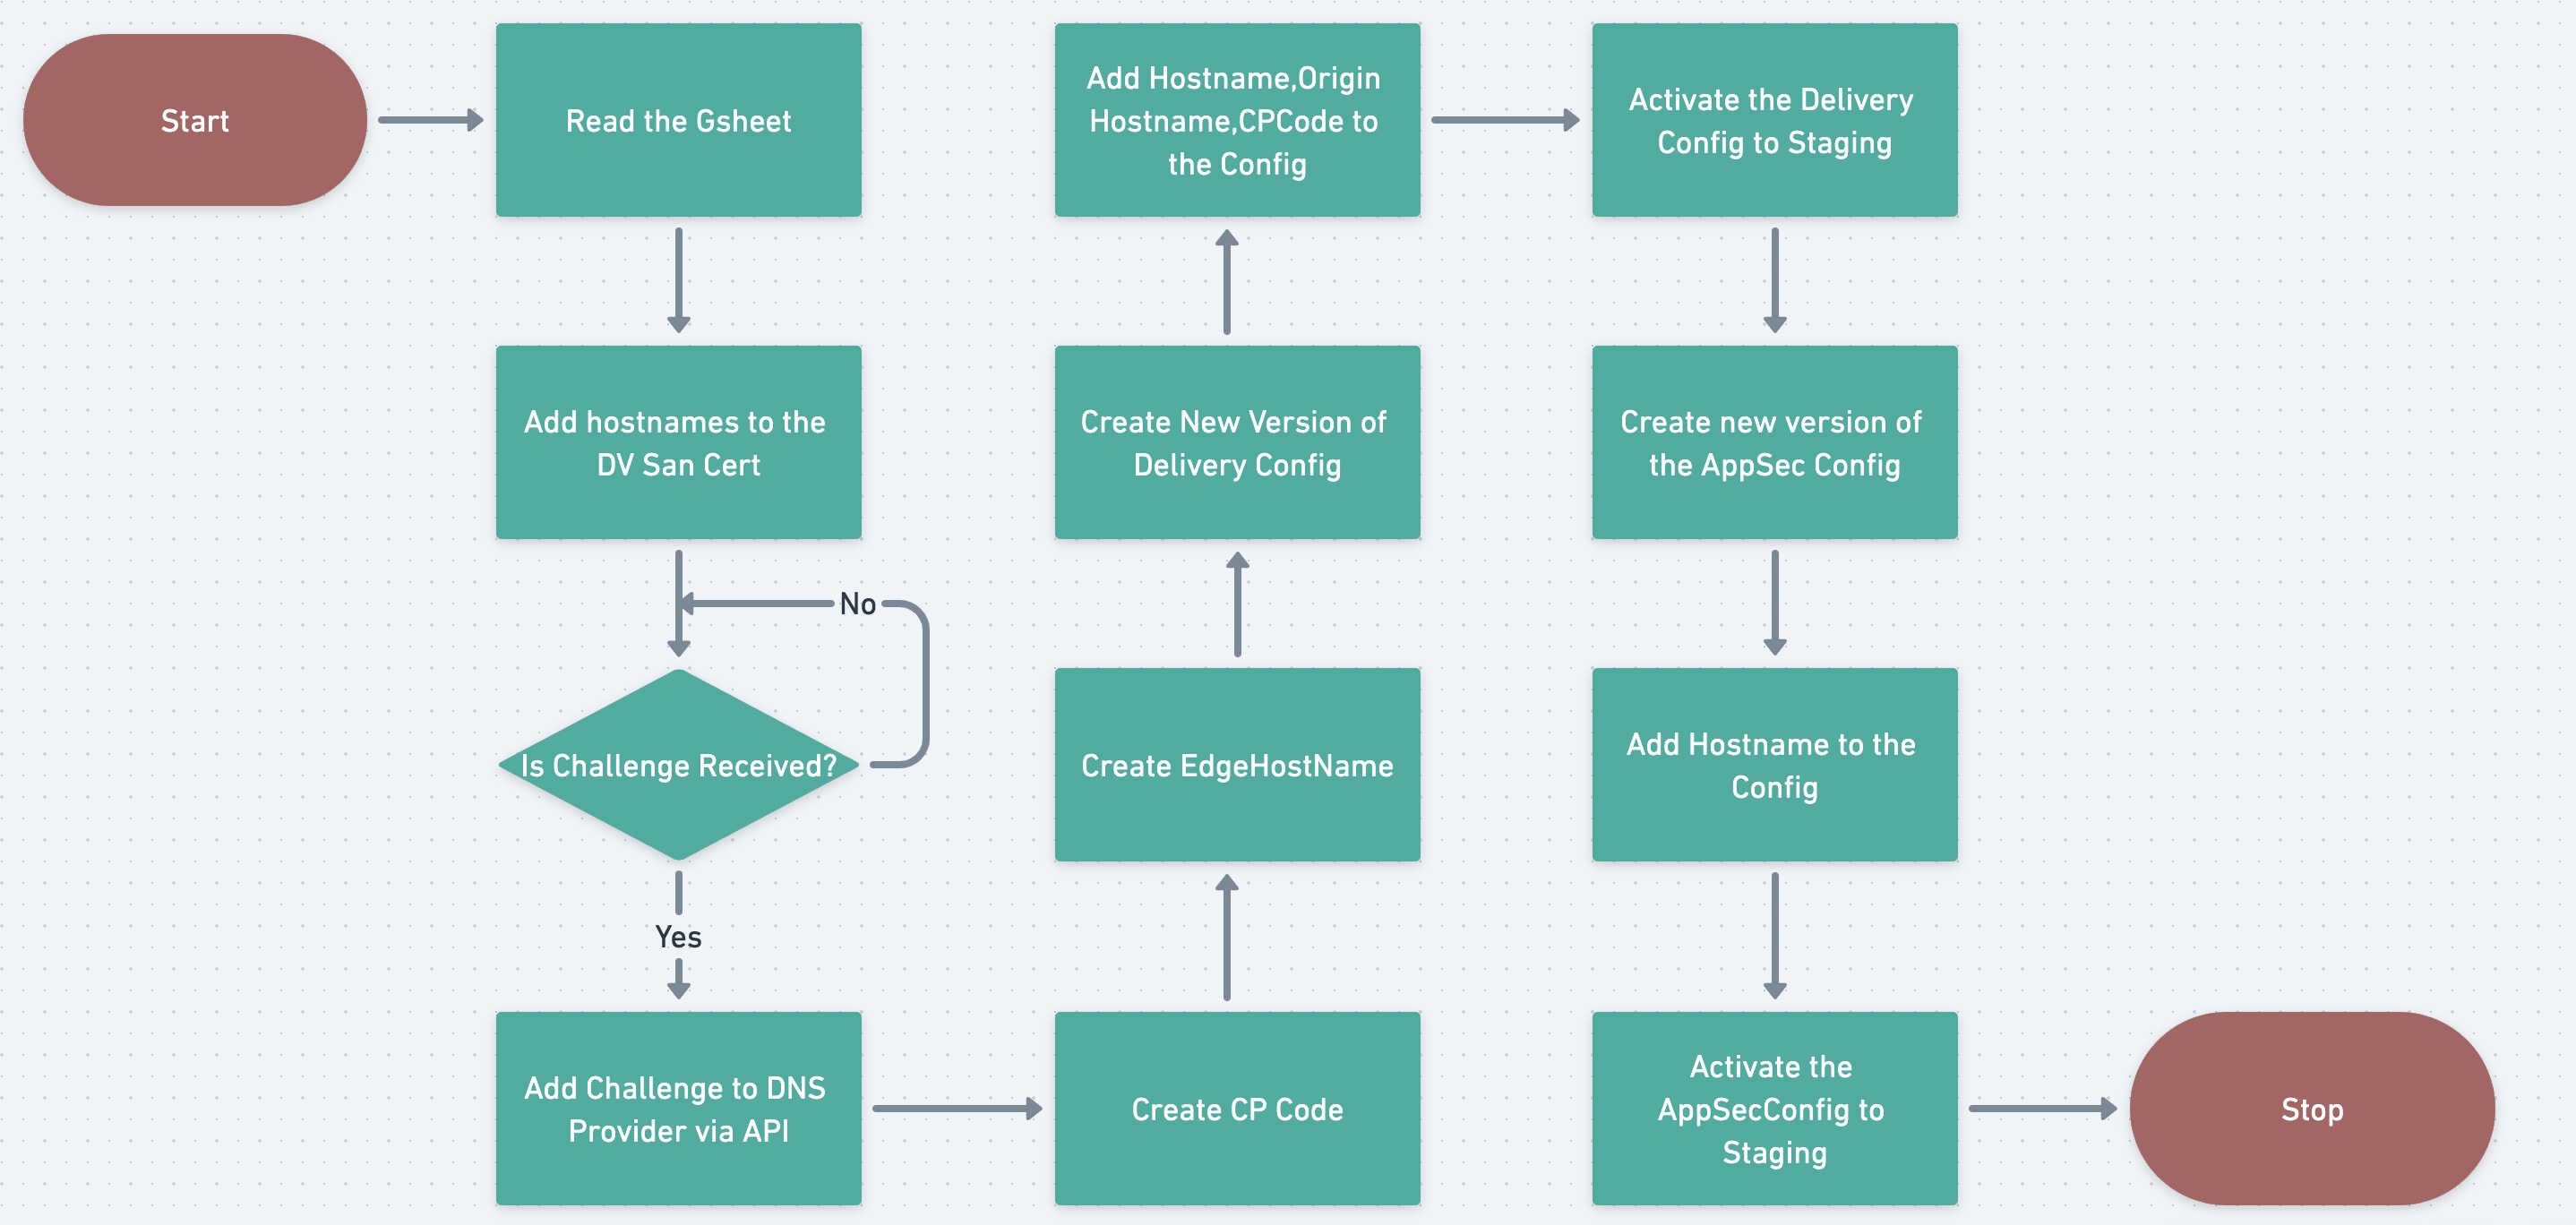 Start
Read the Gsheet
Add hostnames to the
DV San Cert
No
Is Challenge Received?
Yes
Add Challenge to DNS
Provider via API
Create CP Code
Create EdgeHostName
Create New Version of
Delivery Config
Add Hostname,Origin
Hostname,CPCode to
the Config
Activate the Delivery
Config to Staging
Create new version of
the AppSec Config
Add Hostname to the
Config
Activate the
AppSecConfig to
Staging
Stop